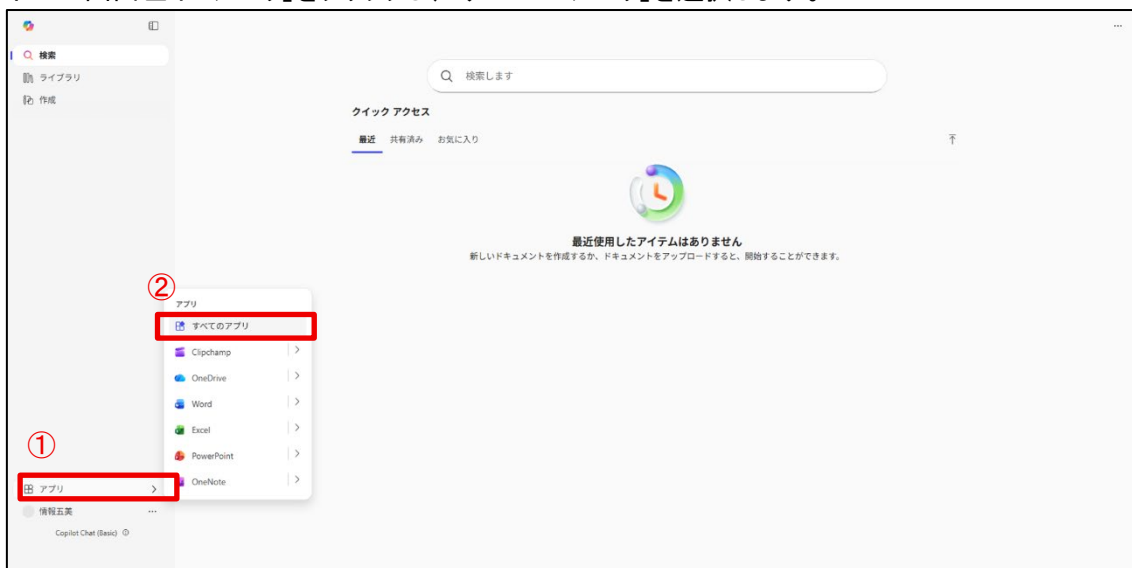 検索
ライブラリ
作成
検索します
クイック アクセス
最近 共有済み お気に入り
最近使用したアイテムはありません
新しいドキュメントを作成するか、ドキュメントをアップロードすると、開始することができます。
②
アプリ
すべてのアプリ
Clipchamp
OneDrive
Word
Excel
PowerPoint
OneNote
①
アプリ
情報五美
Copilot Chat (Basic)